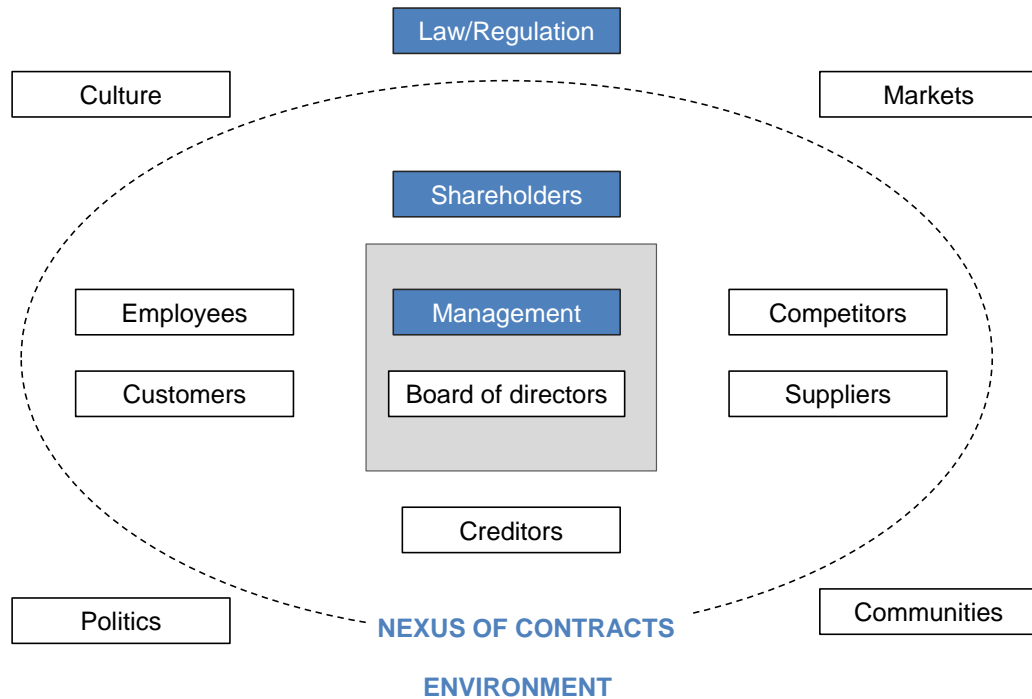 Law/Regulation
Culture
Markets
Shareholders
Employees
Management
Competitors
Customers
Board of directors
Suppliers
Creditors
Politics
Communities
NEXUS OF CONTRACTS
ENVIRONMENT